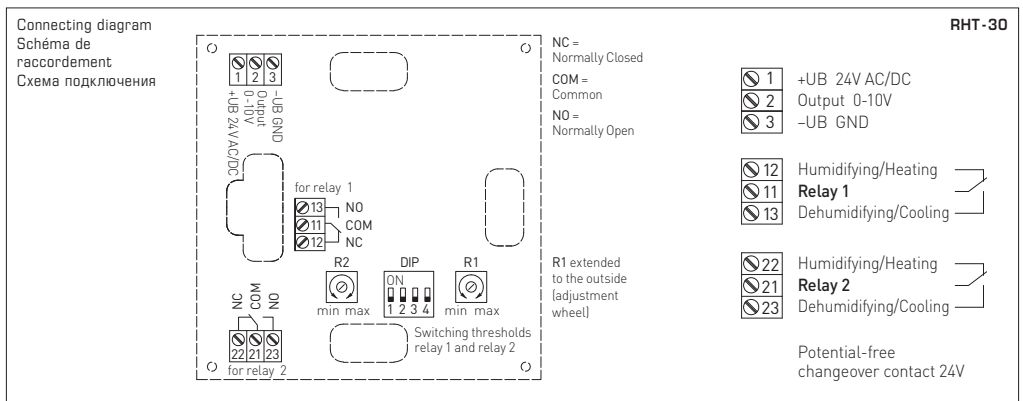 Connecting diagram
Schéma de
raccordement
Схема подключения
RHT-30
1 2 3
+UB 24V AC/DC
Output
0-10V
–UB GND
for relay 1
13 NO
11 COM
12 NC
R2
min max
DIP
ON
1 2 3 4
R1
min max
Switching thresholds
relay 1 and relay 2
NC COM NO
22 21 23
for relay 2
NC =
Normally Closed
COM =
Common
NO =
Normally Open
R1 extended
to the outside
(adjustment
wheel)
1 +UB 24V AC/DC
2 Output 0-10V
3 –UB GND
12 Humidifying/Heating
11 Relay 1
13 Dehumidifying/Cooling
22 Humidifying/Heating
21 Relay 2
23 Dehumidifying/Cooling
Potential-free
changeover contact 24V